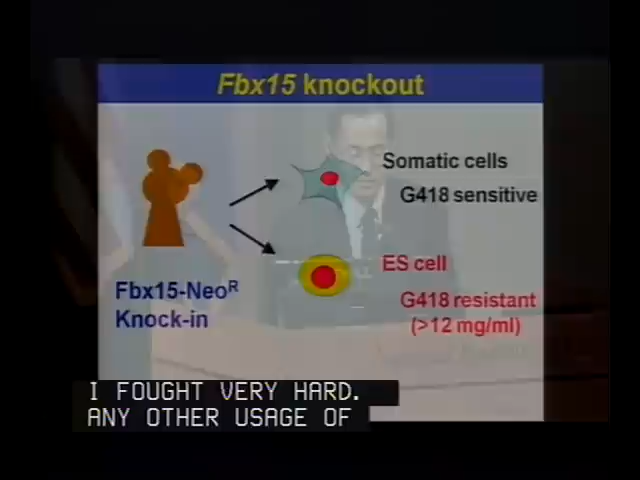 Fbx15 knockout
Somatic cells
G418 sensitive
ES cell
G418 resistant
(>12 mg/ml)
Fbx15-Neoᴿ
Knock-in
I FOUGHT VERY HARD.
ANY OTHER USAGE OF